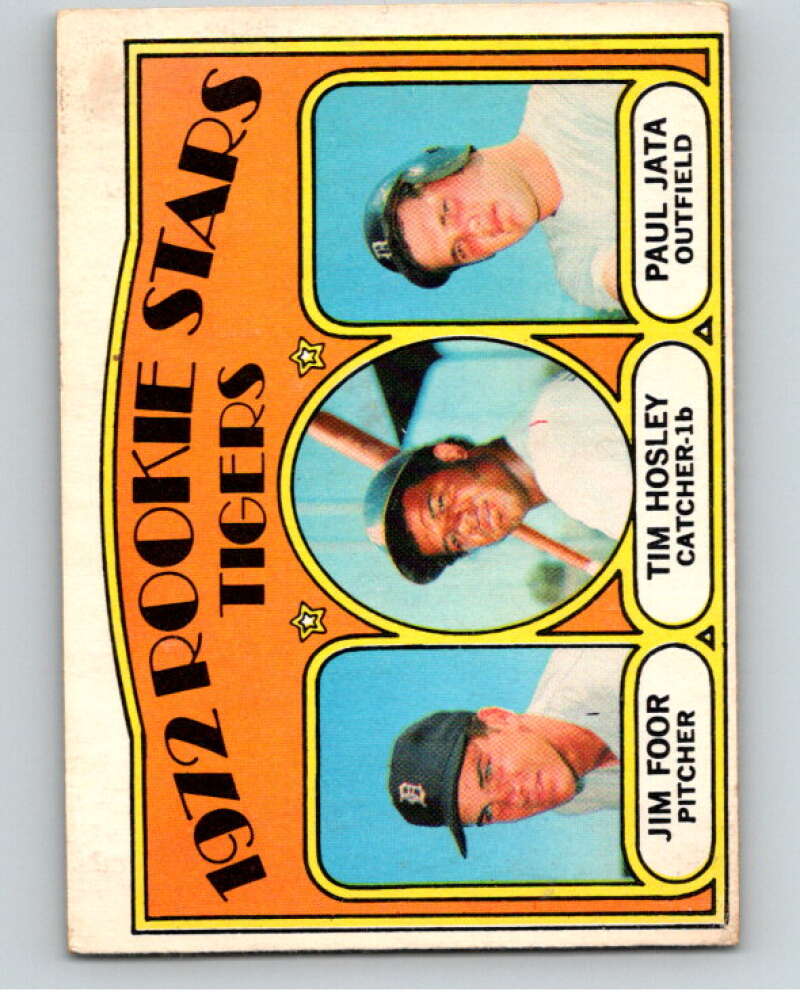 1972 ROOKIE STARS
TIGERS
JIM FOOR
PITCHER
TIM HOSLEY
CATCHER-1b
PAUL JATA
OUTFIELD